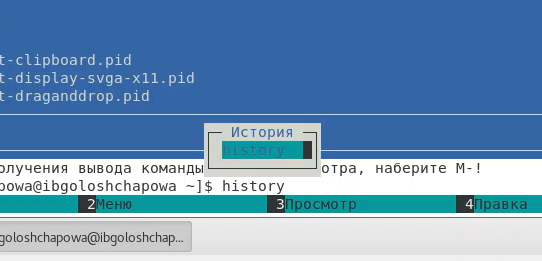 t-clipboard.pid
t-display-svga-x11.pid
t-draganddrop.pid
История
history
олучения вывода команды отра, наберите M-!
powa@ibgoloshchapowa ~]$ history
2Меню 3Просмотр 4Правка
goloshchapowa@ibgoloshchap...